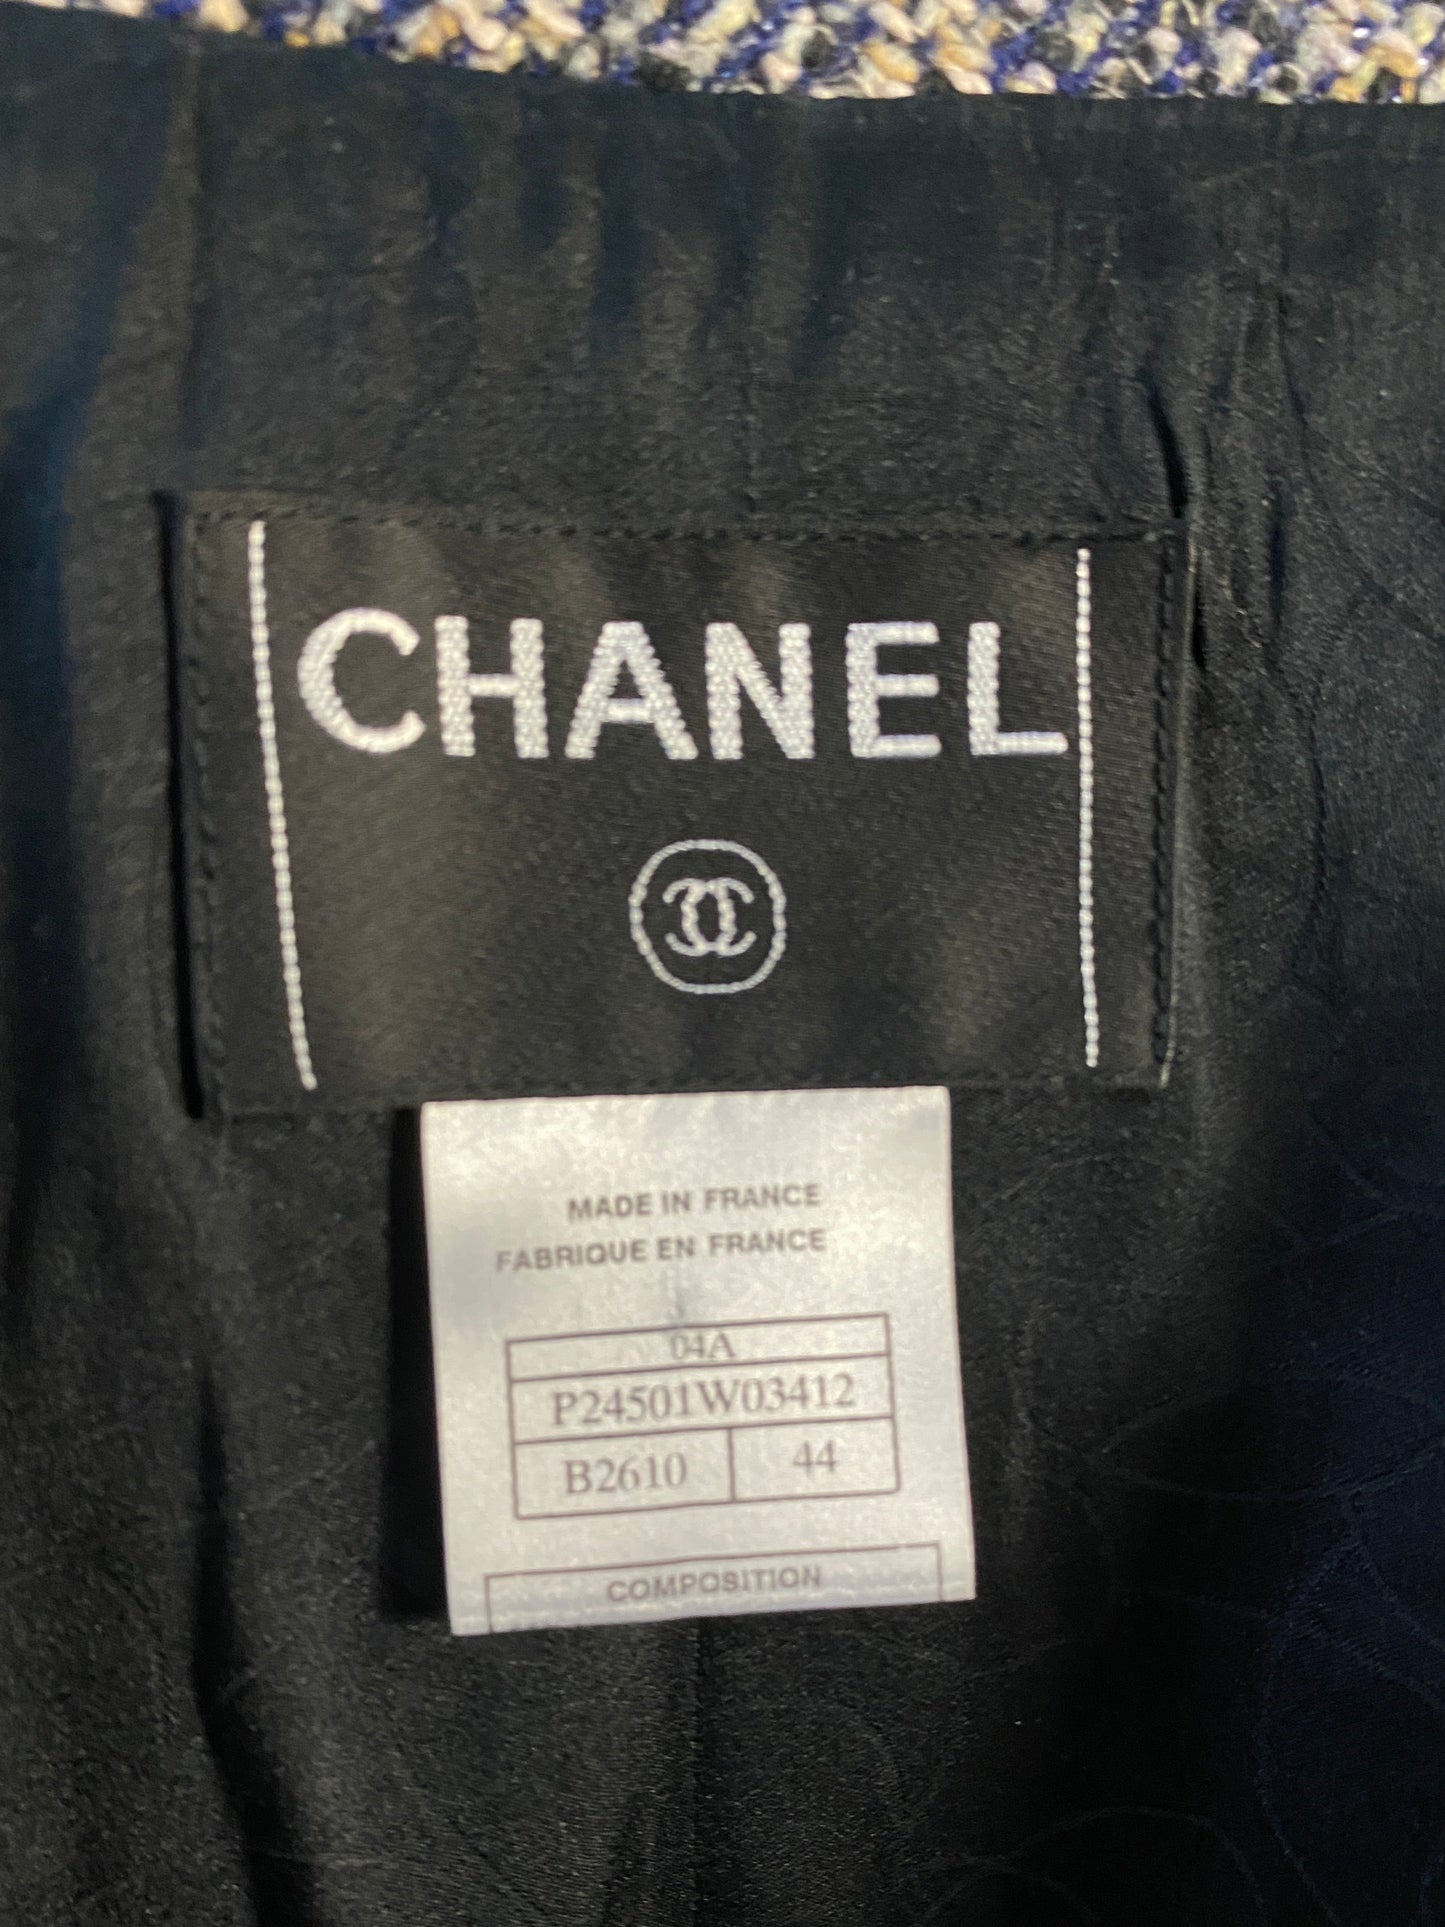 CHANEL
MADE IN FRANCE
FABRIQUE EN FRANCE
04A
P24501W03412
B2610 44
COMPOSITION